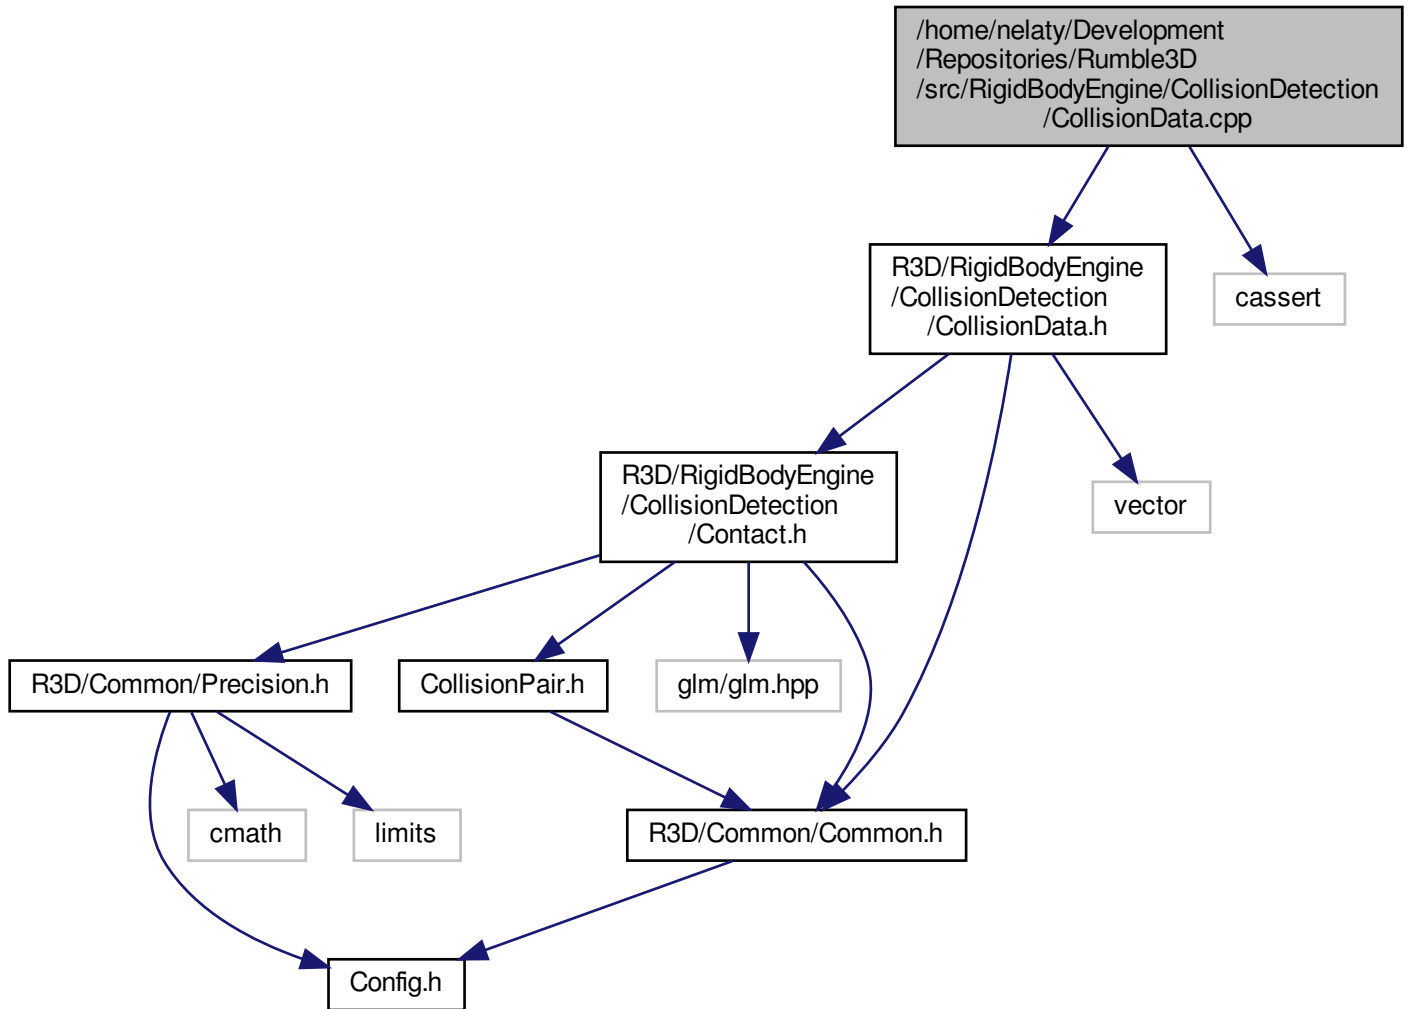 /home/nelaty/Development
/Repositories/Rumble3D
/src/RigidBodyEngine/CollisionDetection
/CollisionData.cpp
R3D/RigidBodyEngine
/CollisionDetection
/CollisionData.h
cassert
R3D/RigidBodyEngine
/CollisionDetection
/Contact.h
vector
R3D/Common/Precision.h
CollisionPair.h
glm/glm.hpp
cmath
limits
R3D/Common/Common.h
Config.h